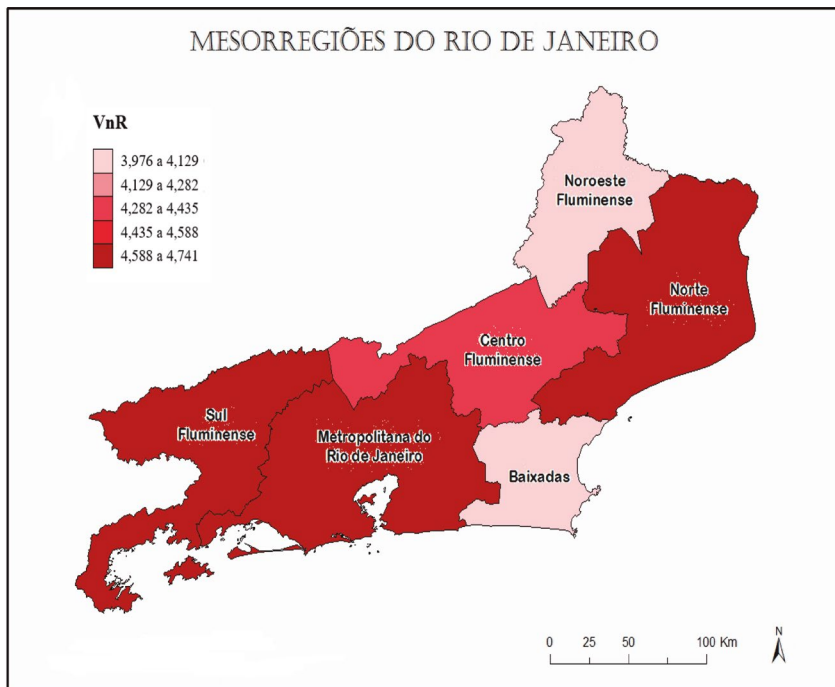 MESORREGIÕES DO RIO DE JANEIRO
VnR
3,976 a 4,129
4,129 a 4,282
4,282 a 4,435
4,435 a 4,588
4,588 a 4,741
Noroeste
Fluminense
Norte
Fluminense
Centro
Fluminense
Sul
Fluminense
Metropolitana do
Rio de Janeiro
Baixadas
0 25 50 100 Km
N